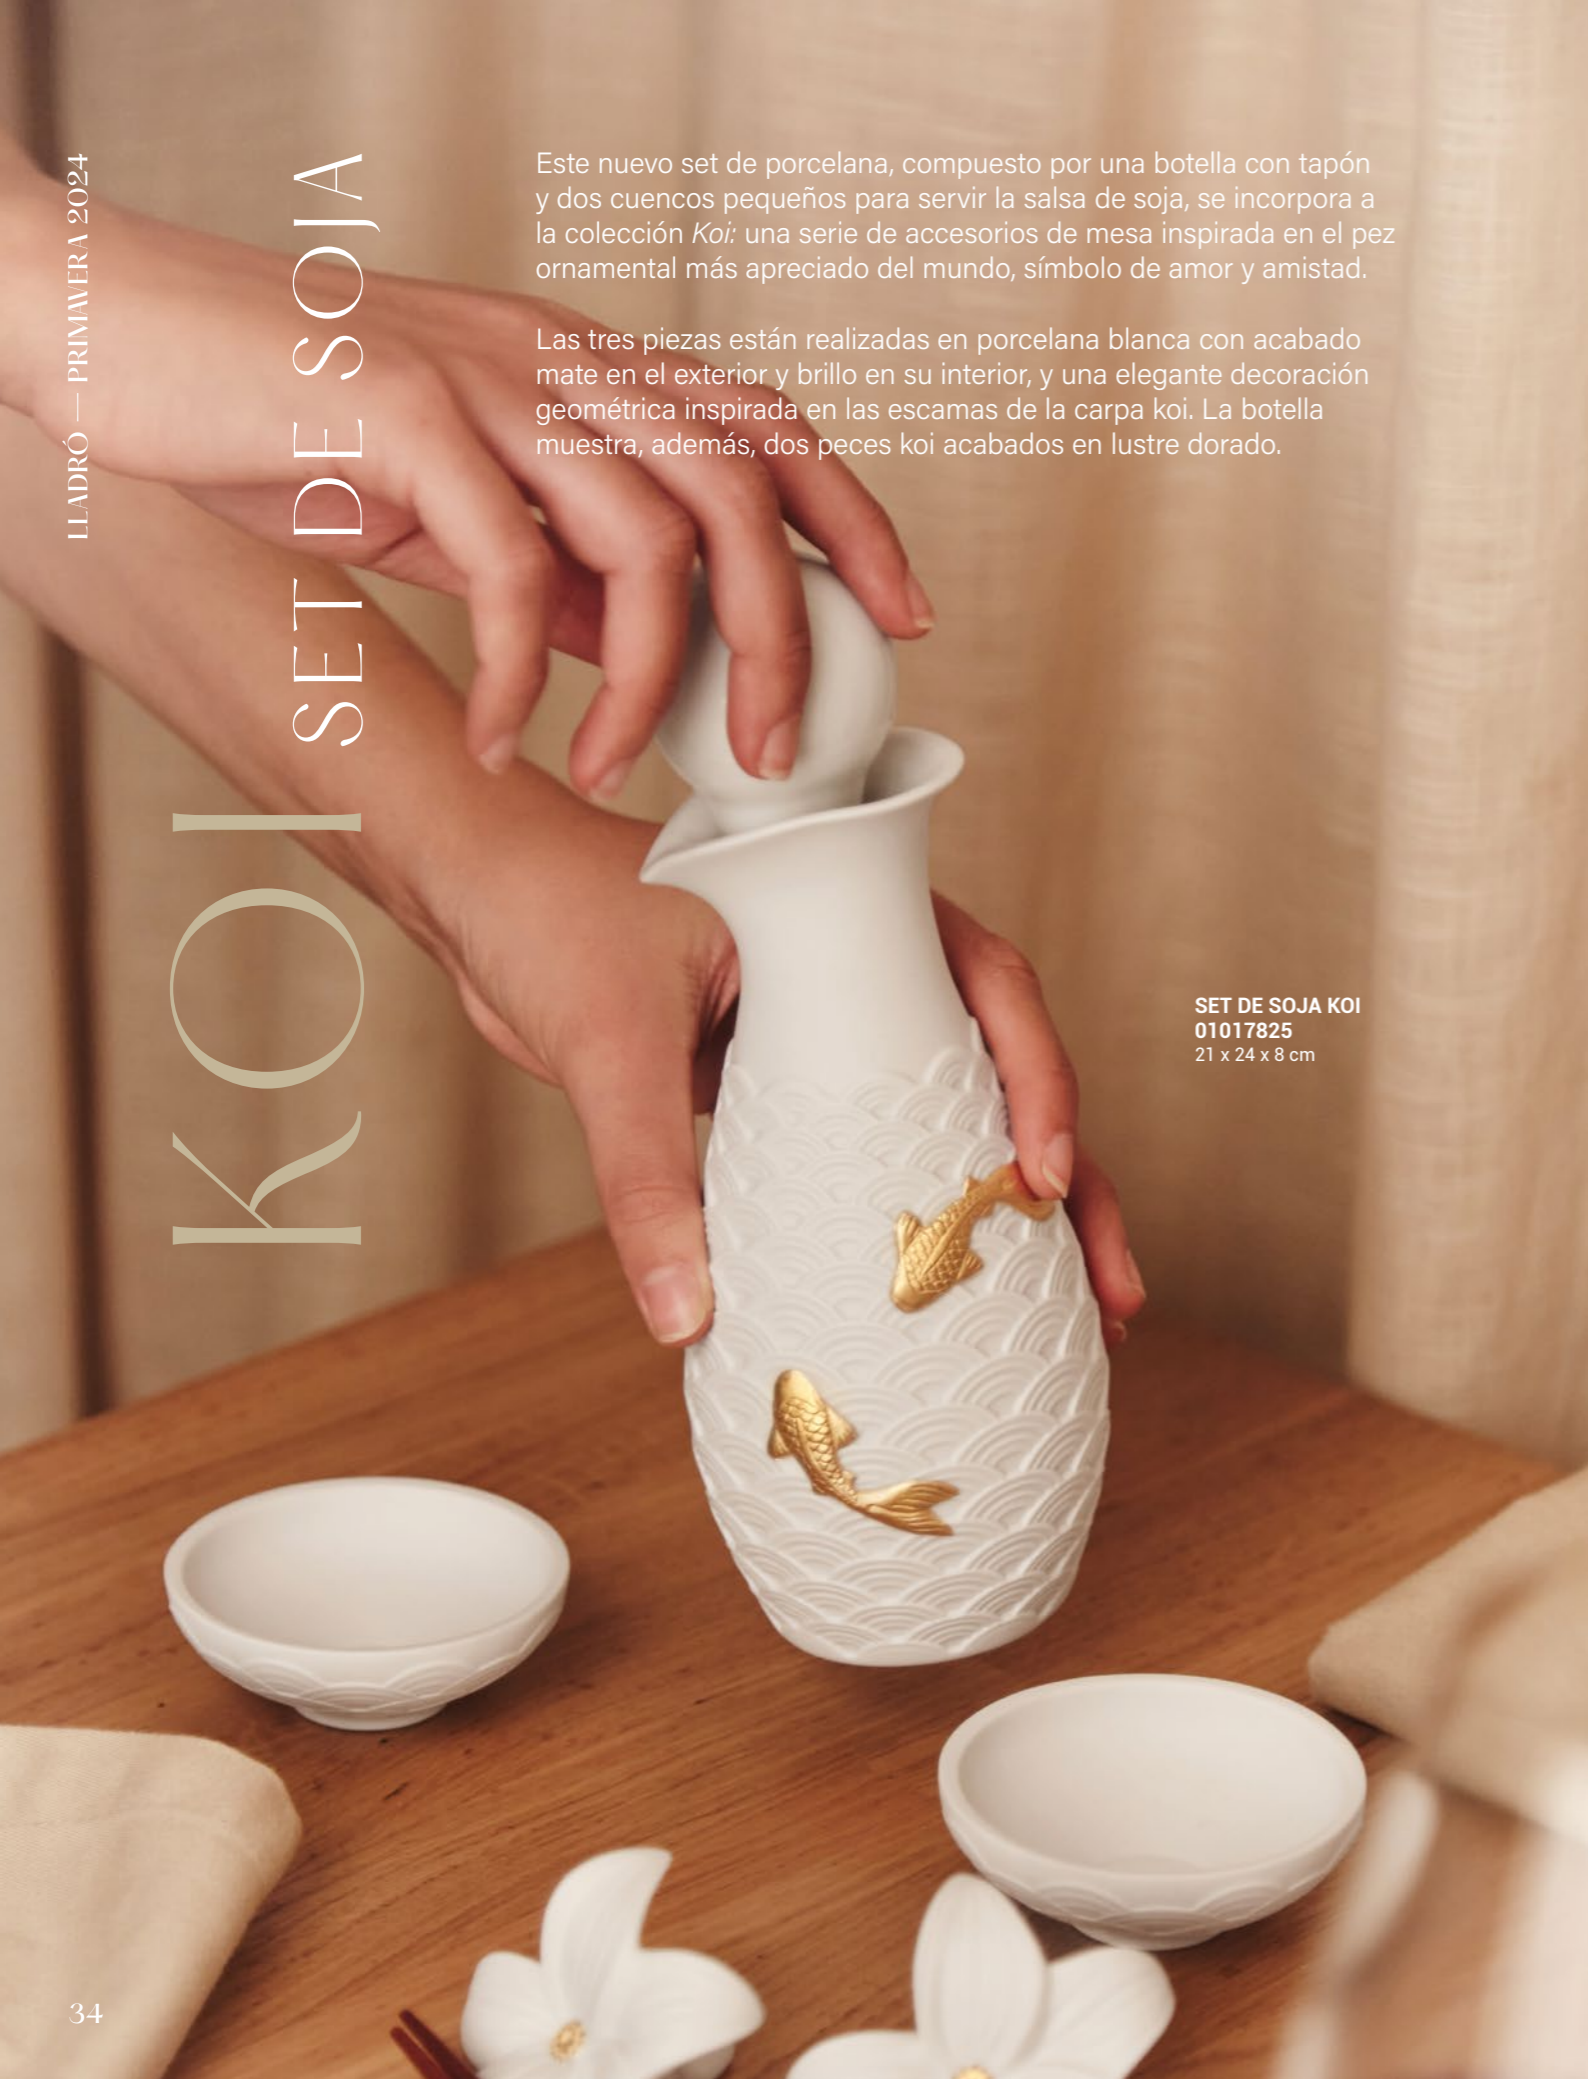 LLADRÓ — PRIMAVERA 2024
KOI SET DE SOJA
Este nuevo set de porcelana, compuesto por una botella con tapón
y dos cuencos pequeños para servir la salsa de soja, se incorpora a
la colección Koi: una serie de accesorios de mesa inspirada en el pez
ornamental más apreciado del mundo, símbolo de amor y amistad.
Las tres piezas están realizadas en porcelana blanca con acabado
mate en el exterior y brillo en su interior, y una elegante decoración
geométrica inspirada en las escamas de la carpa koi. La botella
muestra, además, dos peces koi acabados en lustre dorado.
SET DE SOJA KOI
01017825
21 x 24 x 8 cm
34